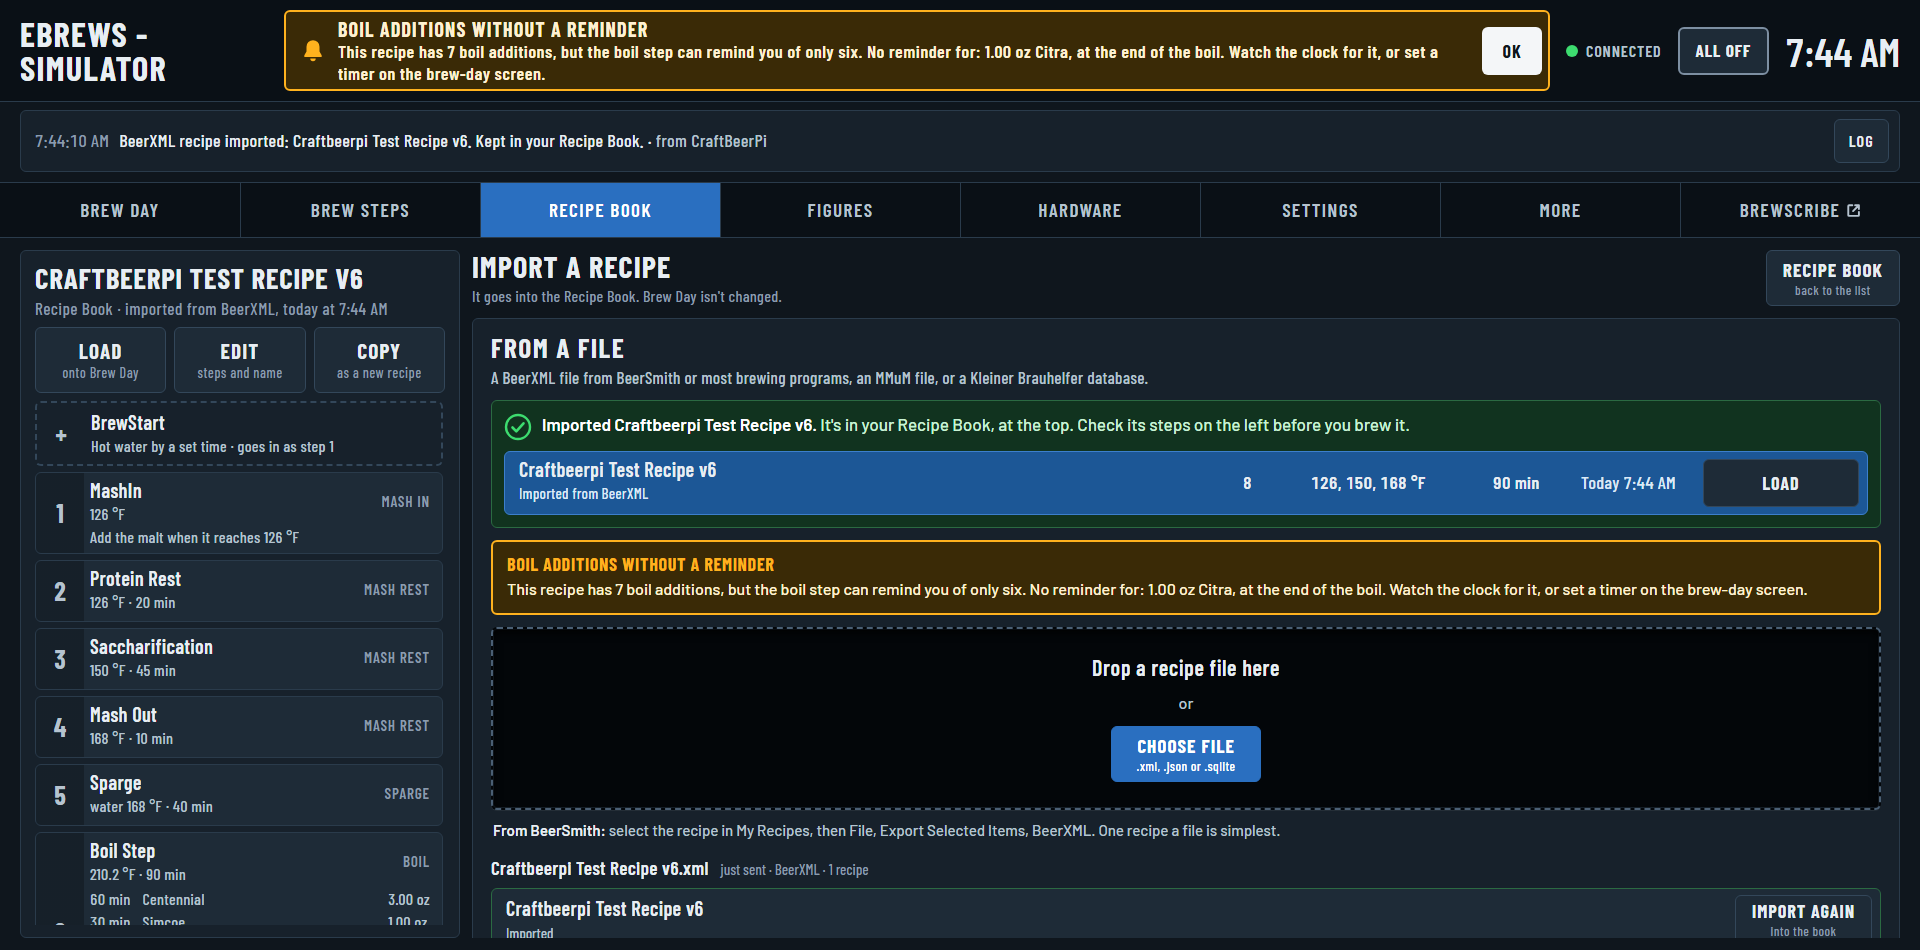 EBREWS -
SIMULATOR
BOIL ADDITIONS WITHOUT A REMINDER
This recipe has 7 boil additions, but the boil step can remind you of only six. No reminder for: 1.00 oz Citra, at the end of the boil. Watch the clock for it, or set a
timer on the brew-day screen.
OK
CONNECTED
ALL OFF
7:44 AM
7:44:10 AM BeerXML recipe imported: Craftbeerpi Test Recipe v6. Kept in your Recipe Book. · from CraftBeerPi
LOG
BREW DAY
BREW STEPS
RECIPE BOOK
FIGURES
HARDWARE
SETTINGS
MORE
BREWSCRIBE
CRAFTBEERPI TEST RECIPE V6
Recipe Book · imported from BeerXML, today at 7:44 AM
LOAD
onto Brew Day
EDIT
steps and name
COPY
as a new recipe
+
BrewStart
Hot water by a set time · goes in as step 1
1
MashIn
126 °F
Add the malt when it reaches 126 °F
MASH IN
2
Protein Rest
126 °F · 20 min
MASH REST
3
Saccharification
150 °F · 45 min
MASH REST
4
Mash Out
168 °F · 10 min
MASH REST
5
Sparge
water 168 °F · 40 min
SPARGE
Boil Step
210.2 °F · 90 min
BOIL
60 min Centennial 3.00 oz
30 min Simcoe 1.00 oz
IMPORT A RECIPE
It goes into the Recipe Book. Brew Day isn't changed.
RECIPE BOOK
back to the list
FROM A FILE
A BeerXML file from BeerSmith or most brewing programs, an MMuM file, or a Kleiner Brauhelfer database.
Imported Craftbeerpi Test Recipe v6. It's in your Recipe Book, at the top. Check its steps on the left before you brew it.
Craftbeerpi Test Recipe v6
Imported from BeerXML
8
126, 150, 168 °F
90 min
Today 7:44 AM
LOAD
BOIL ADDITIONS WITHOUT A REMINDER
This recipe has 7 boil additions, but the boil step can remind you of only six. No reminder for: 1.00 oz Citra, at the end of the boil. Watch the clock for it, or set a timer on the brew-day screen.
Drop a recipe file here
or
CHOOSE FILE
.xml, .json or .sqlite
From BeerSmith: select the recipe in My Recipes, then File, Export Selected Items, BeerXML. One recipe a file is simplest.
Craftbeerpi Test Recipe v6.xml just sent · BeerXML · 1 recipe
Craftbeerpi Test Recipe v6
Imported
IMPORT AGAIN
Into the book